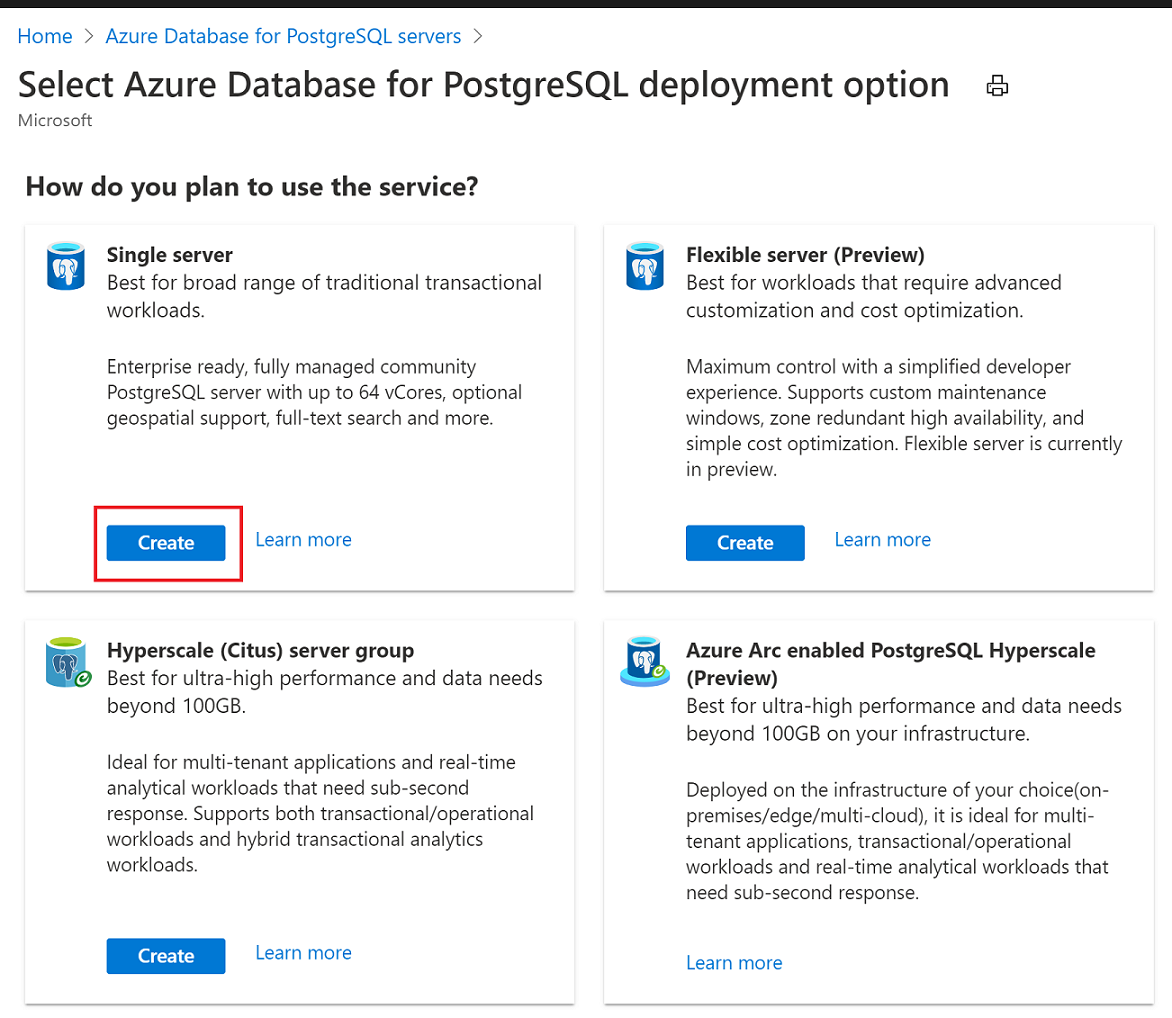 Home > Azure Database for PostgreSQL servers >
Select Azure Database for PostgreSQL deployment option
Microsoft
How do you plan to use the service?
Single server
Best for broad range of traditional transactional
workloads.
Enterprise ready, fully managed community
PostgreSQL server with up to 64 vCores, optional
geospatial support, full-text search and more.
Create
Learn more
Flexible server (Preview)
Best for workloads that require advanced
customization and cost optimization.
Maximum control with a simplified developer
experience. Supports custom maintenance
windows, zone redundant high availability, and
simple cost optimization. Flexible server is currently
in preview.
Create
Learn more
Hyperscale (Citus) server group
Best for ultra-high performance and data needs
beyond 100GB.
Ideal for multi-tenant applications and real-time
analytical workloads that need sub-second
response. Supports both transactional/operational
workloads and hybrid transactional analytics
workloads.
Create
Learn more
Azure Arc enabled PostgreSQL Hyperscale
(Preview)
Best for ultra-high performance and data needs
beyond 100GB on your infrastructure.
Deployed on the infrastructure of your choice(on-
premises/edge/multi-cloud), it is ideal for multi-
tenant applications, transactional/operational
workloads and real-time analytical workloads that
need sub-second response.
Learn more